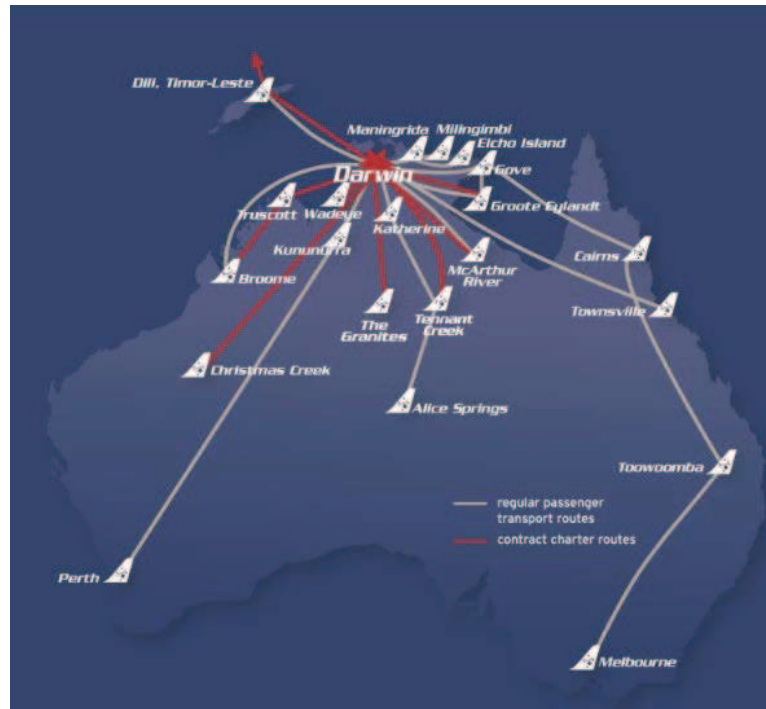 Dili, Timor-Leste
Maningrida
Milingimbi
Elcho Island
Gove
Darwin
Truscott
Wadeye
Katherine
Groote Eylandt
Kununurra
Broome
McArthur
River
Cairns
The
Granites
Tennant
Creek
Townsville
Christmas Creek
Alice Springs
Toowoomba
regular passenger
transport routes
contract charter routes
Perth
Melbourne